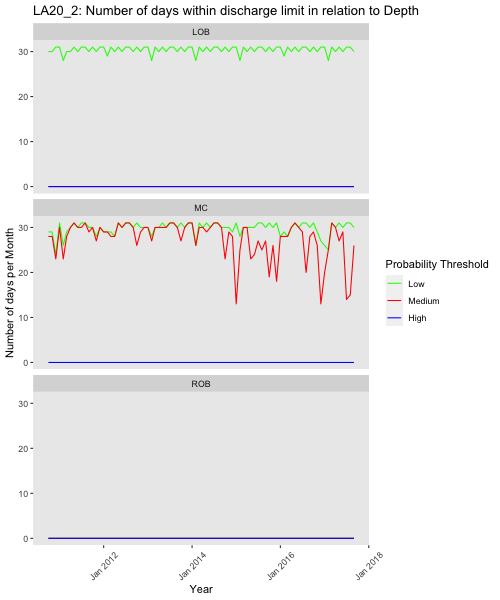 LA20_2: Number of days within discharge limit in relation to Depth
LOB
30
20
10
0
MC
30
20
10
0
ROB
30
20
10
0
Number of days per Month
Jan 2012
Jan 2014
Jan 2016
Jan 2018
Year
Probability Threshold
Low
Medium
High